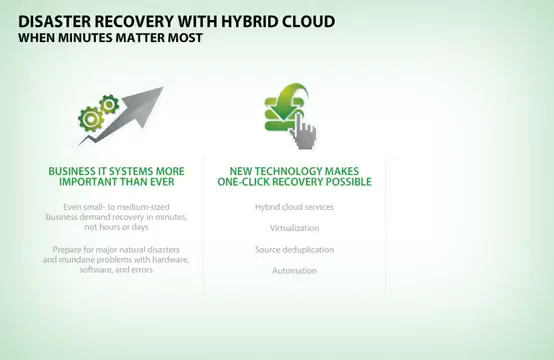 DISASTER RECOVERY WITH HYBRID CLOUD
WHEN MINUTES MATTER MOST
BUSINESS IT SYSTEMS MORE
IMPORTANT THAN EVER
Even small- to medium-sized
business demand recovery in minutes,
not hours or days
Prepare for major natural disasters
and mundane problems with hardware,
software, and errors
NEW TECHNOLOGY MAKES
ONE-CLICK RECOVERY POSSIBLE
Hybrid cloud services
Virtualization
Source deduplication
Automation